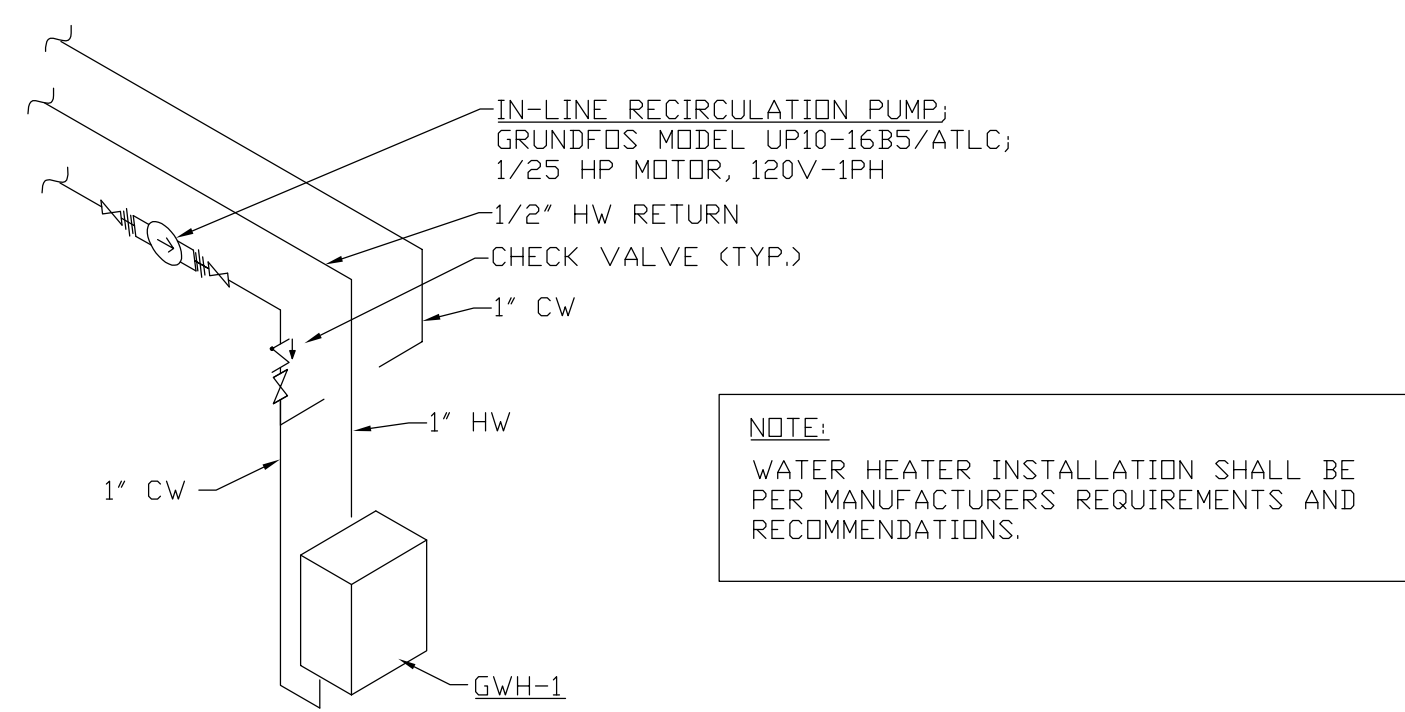 IN-LINE RECIRCULATION PUMP;
GRUNDFOS MODEL UP10-16B5/ATLC;
1/25 HP MOTOR, 120V-1PH
1/2" HW RETURN
CHECK VALVE (TYP.)
1" CW
1" HW
1" CW
NOTE:
WATER HEATER INSTALLATION SHALL BE
PER MANUFACTURERS REQUIREMENTS AND
RECOMMENDATIONS.
GWH-1